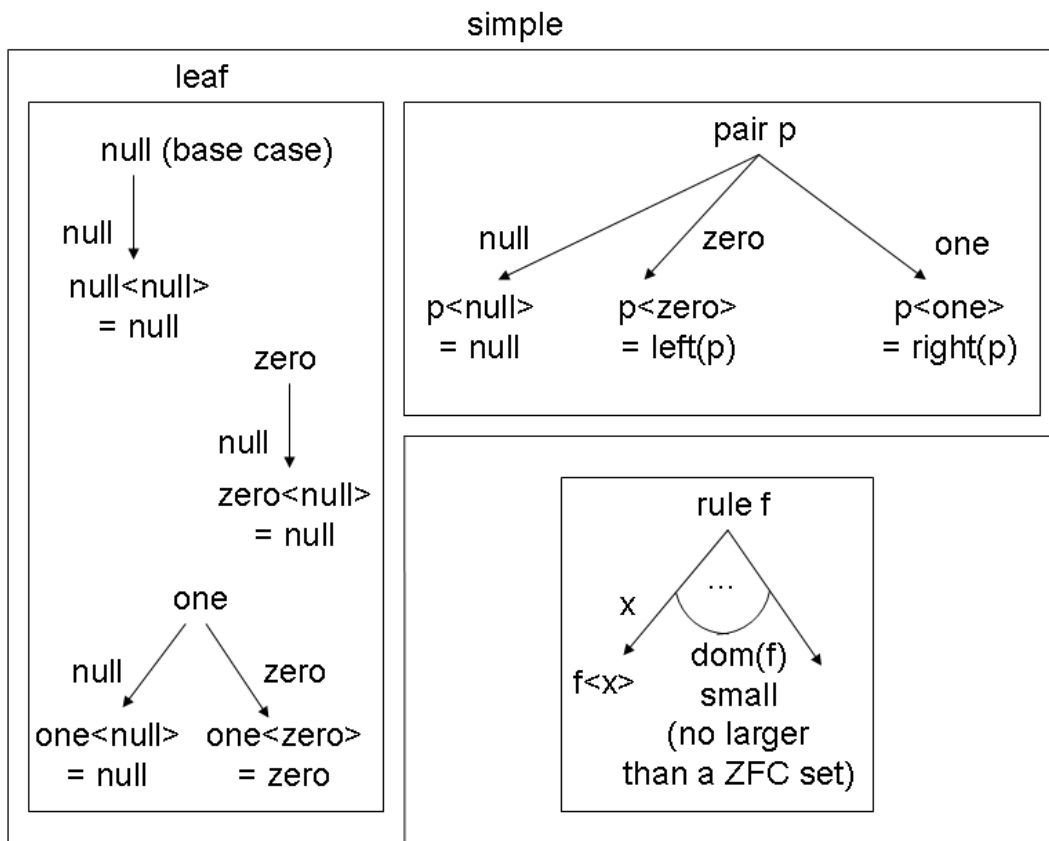 simple
leaf
null (base case)
null
null<null>
= null
zero
null
zero<null>
= null
one
null
zero
one<null>
= null
one<zero>
= zero
pair p
null
zero
one
p<null>
= null
p<zero>
= left(p)
p<one>
= right(p)
rule f
...
x
f<x>
dom(f)
small
(no larger
than a ZFC set)